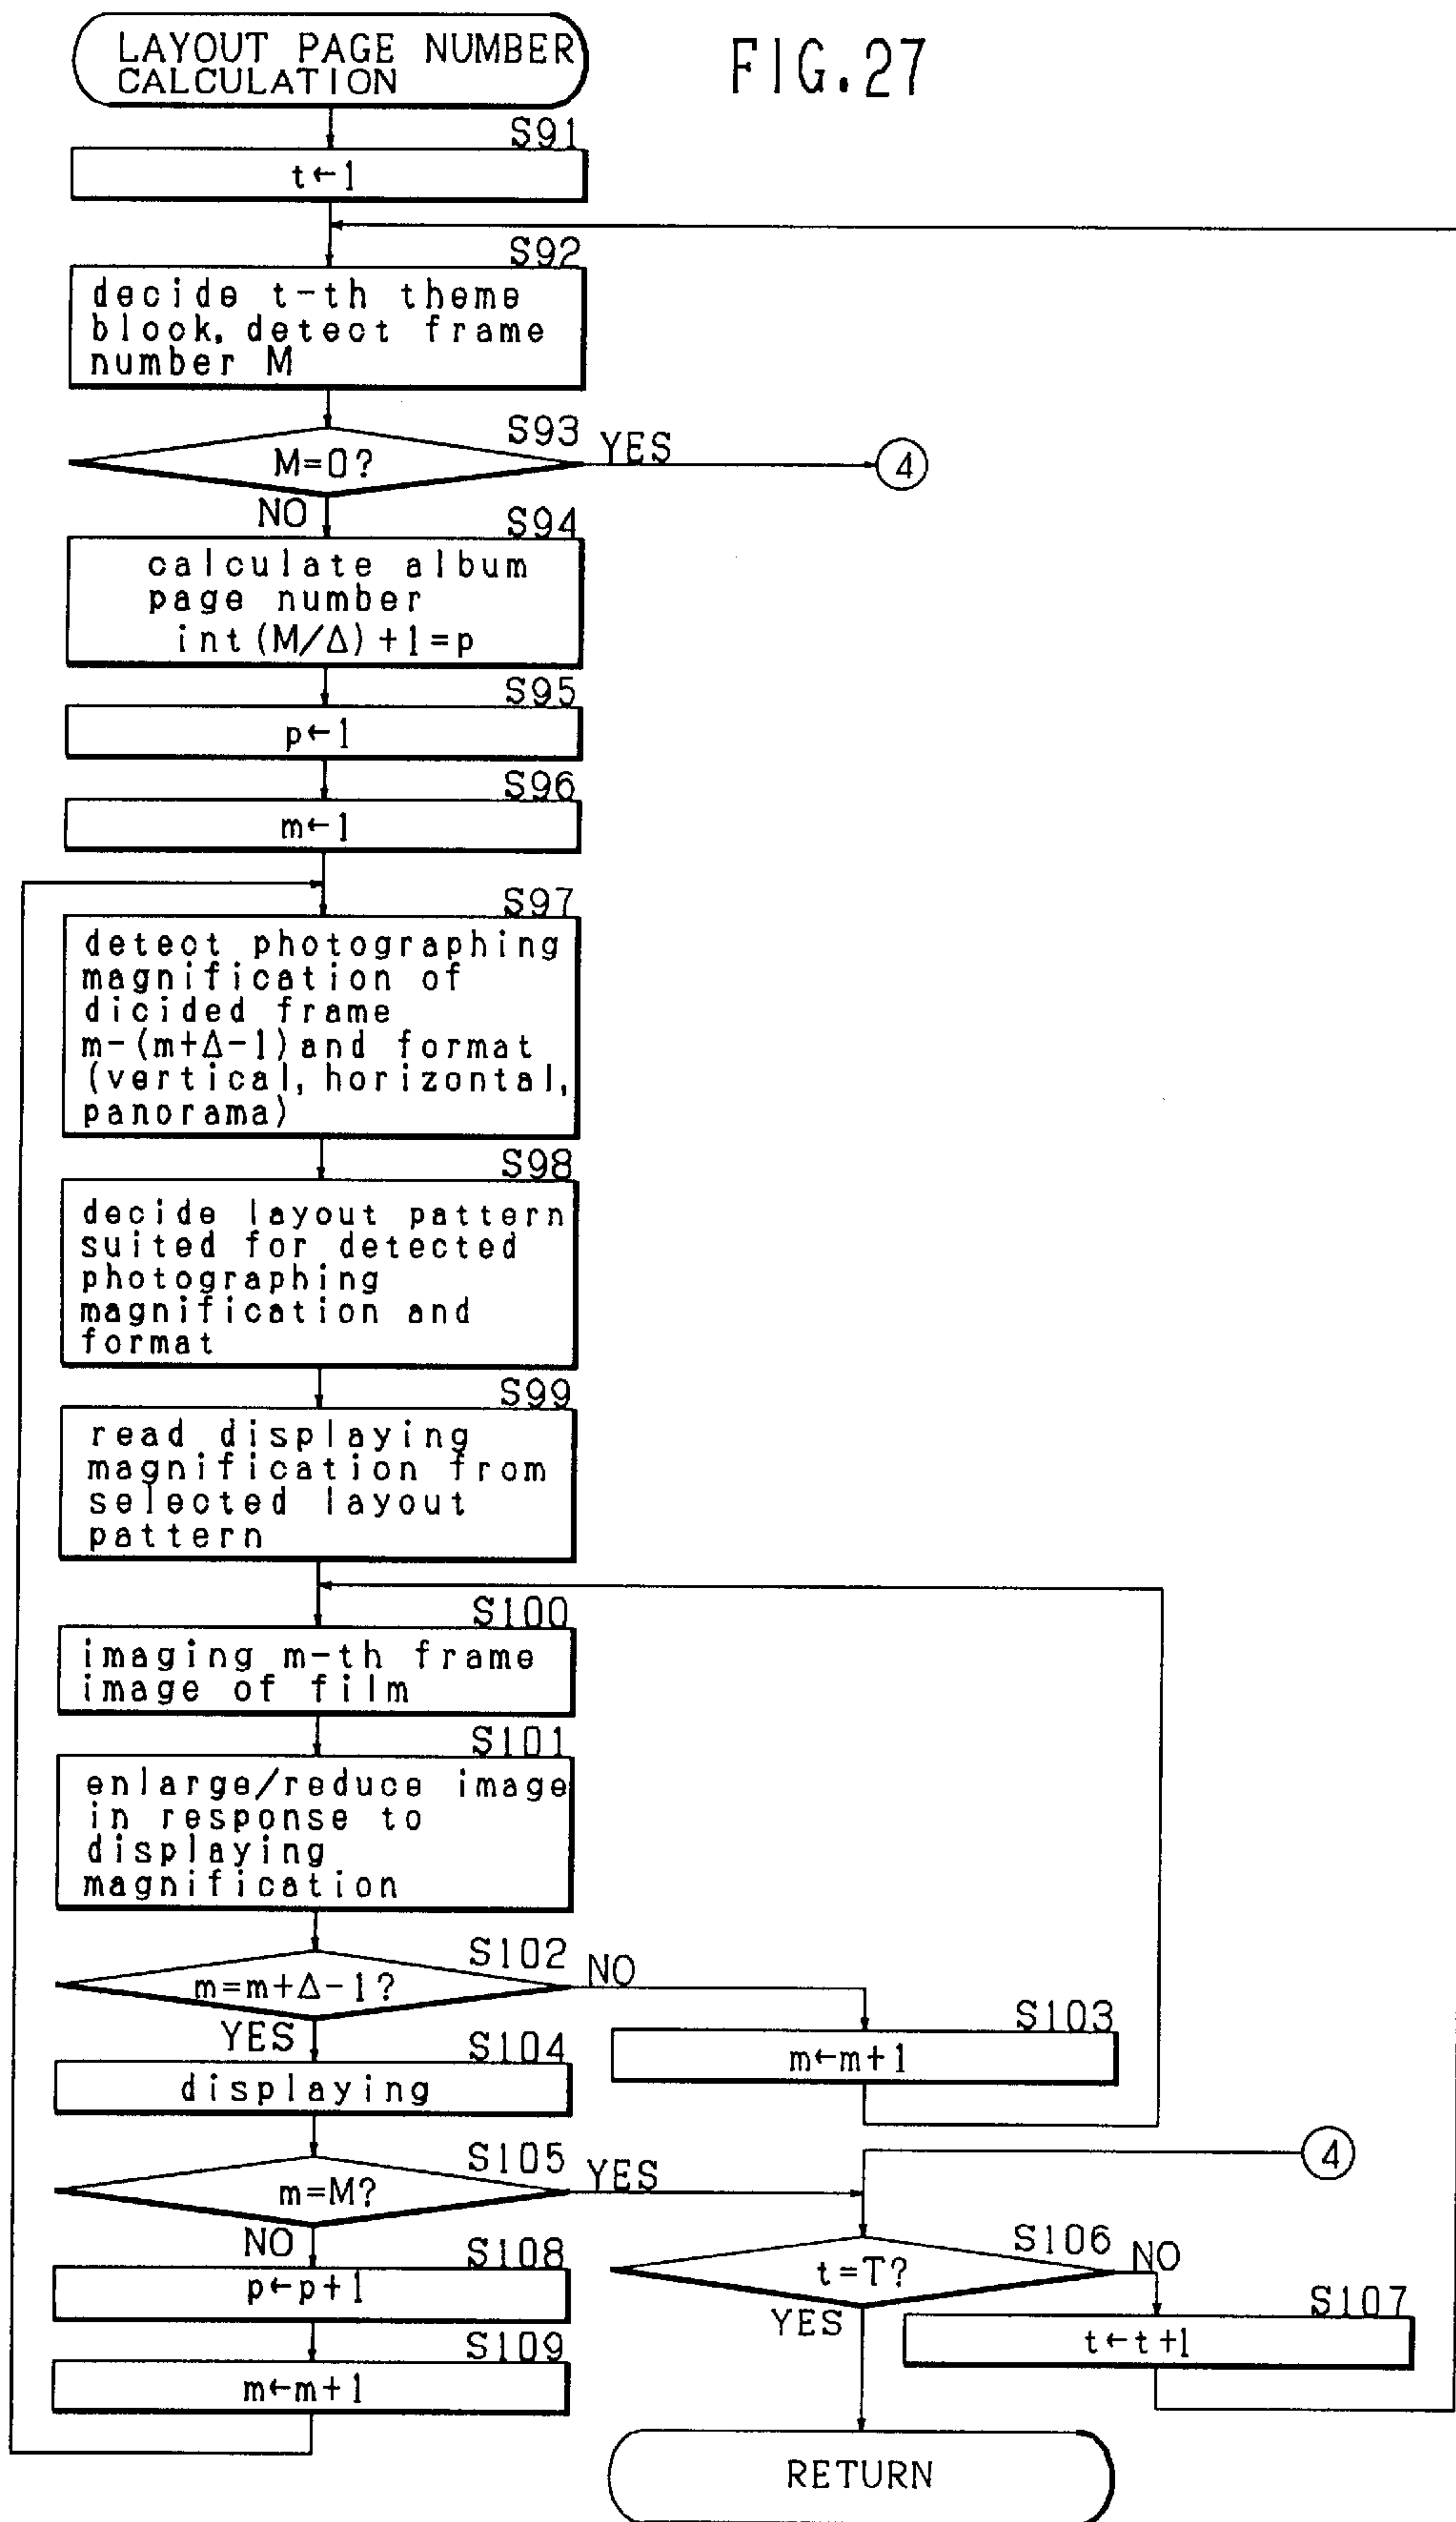 LAYOUT PAGE NUMBER
CALCULATION
FIG.27
S91
t←1
S92
decide t-th theme
block, detect frame
number M
S93
M=0?
YES
4
NO
S94
calculate album
page number
int(M/Δ)+1=p
S95
p←1
S96
m←1
S97
detect photographing
magnification of
dicided frame
m-(m+Δ-1) and format
(vertical, horizontal,
panorama)
S98
decide layout pattern
suited for detected
photographing
magnification and
format
S99
read displaying
magnification from
selected layout
pattern
S100
imaging m-th frame
image of film
S101
enlarge/reduce image
in response to
displaying
magnification
S102
m=m+Δ-1?
NO
S103
m←m+1
YES
S104
displaying
S105
m=M?
YES
4
NO
S108
p←p+1
S109
m←m+1
S106
t=T?
NO
S107
t←t+1
YES
RETURN